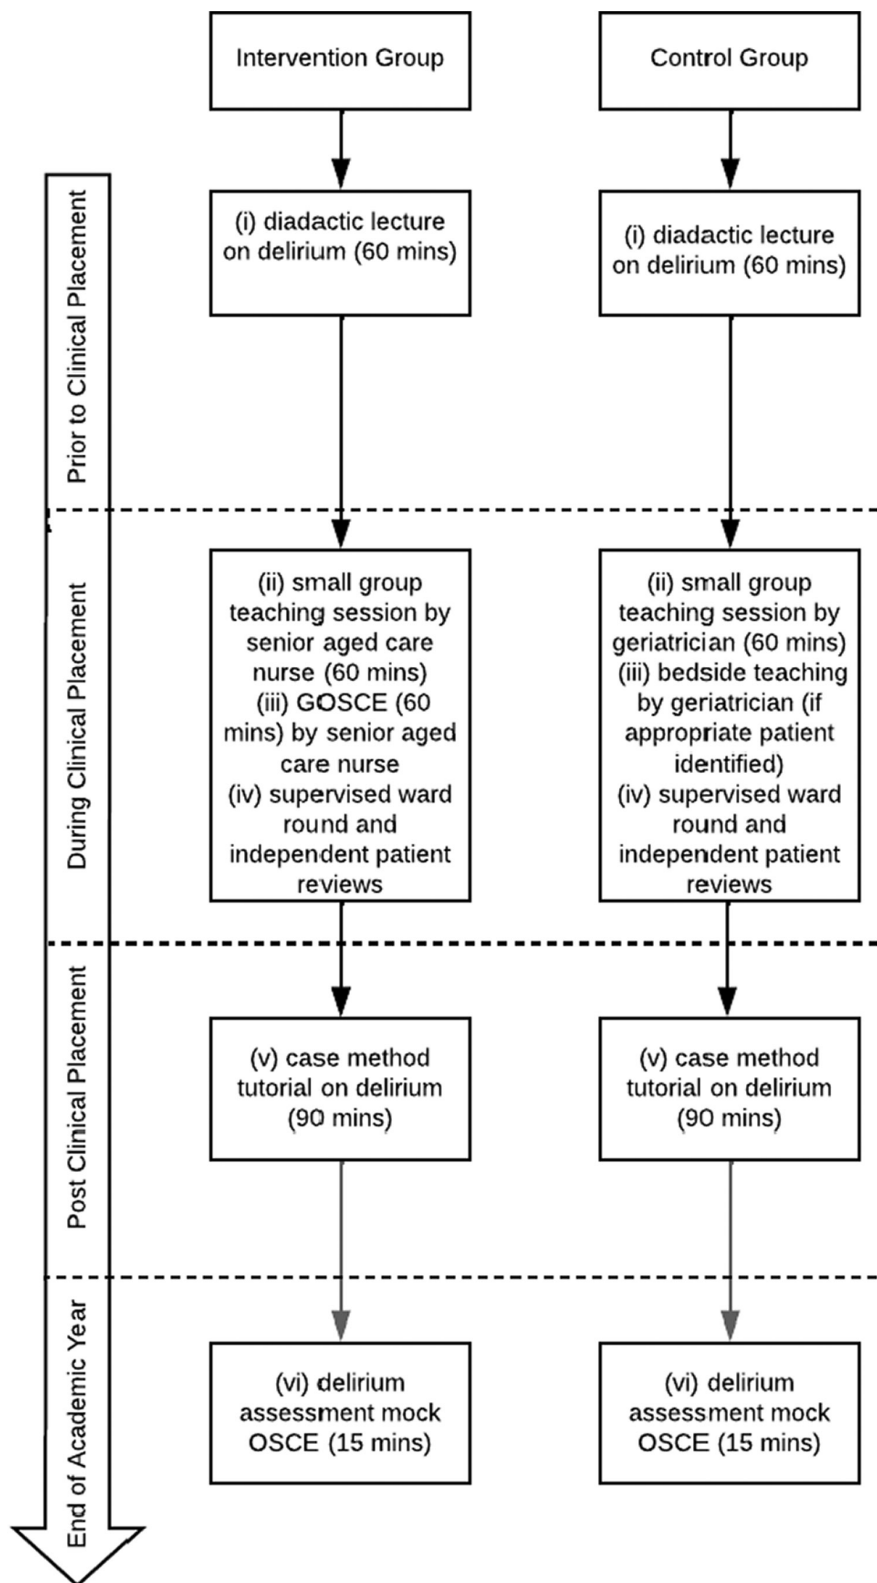 Intervention Group
Control Group
Prior to Clinical Placement
(i) diadactic lecture
on delirium (60 mins)
(i) diadactic lecture
on delirium (60 mins)
During Clinical Placement
(ii) small group
teaching session by
senior aged care
nurse (60 mins)
(iii) GOSCE (60
mins) by senior aged
care nurse
(iv) supervised ward
round and
independent patient
reviews
(ii) small group
teaching session by
geriatrician (60 mins)
(iii) bedside teaching
by geriatrician (if
appropriate patient
identified)
(iv) supervised ward
round and
independent patient
reviews
Post Clinical Placement
(v) case method
tutorial on delirium
(90 mins)
(v) case method
tutorial on delirium
(90 mins)
End of Academic Year
(vi) delirium
assessment mock
OSCE (15 mins)
(vi) delirium
assessment mock
OSCE (15 mins)